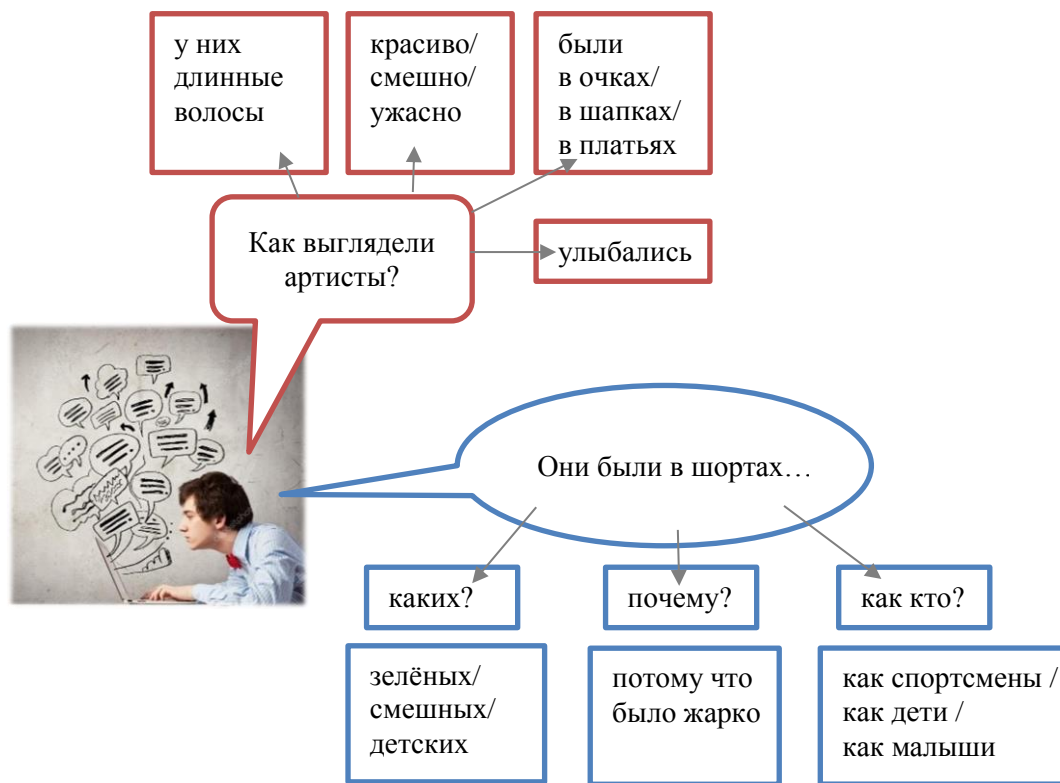 у них
длинные
волосы
красиво/
смешно/
ужасно
были
в очках/
в шапках/
в платьях
Как выглядели
артисты?
улыбались
Они были в шортах…
каких?
почему?
как кто?
зелёных/
смешных/
детских
потому что
было жарко
как спортсмены /
как дети /
как малыши